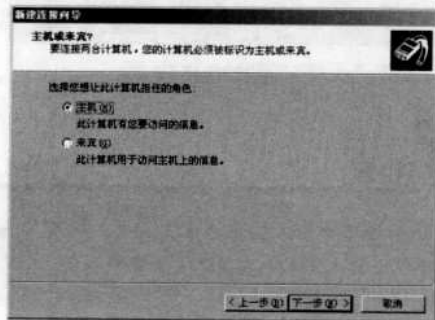 新建连接向导
主机或来宾?
要连接两台计算机，您的计算机必须被标识为主机或来宾。
选择您想让此计算机担任的角色:
主机(H)
此计算机有您要访问的信息。
来宾(G)
此计算机用于访问主机上的信息。
< 上一步(B) 下一步(N) > 取消